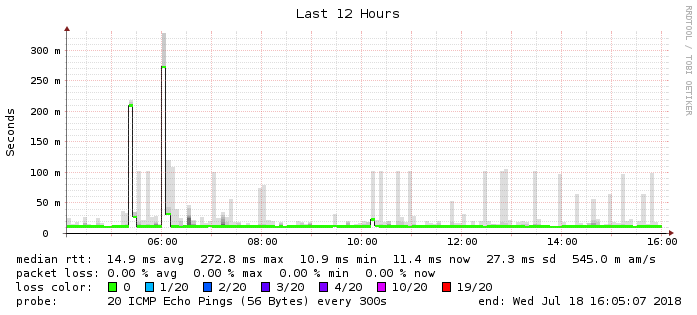 Last 12 Hours
RRDTOOL / TOBI OETIKER
Seconds
300 m
250 m
200 m
150 m
100 m
50 m
0
06:00 08:00 10:00 12:00 14:00 16:00
median rtt: 14.9 ms avg 272.8 ms max 10.9 ms min 11.4 ms now 27.3 ms sd 545.0 m am/s
packet loss: 0.00 % avg 0.00 % max 0.00 % min 0.00 % now
loss color: 0 1/20 2/20 3/20 4/20 10/20 19/20
probe: 20 ICMP Echo Pings (56 Bytes) every 300s end: Wed Jul 18 16:05:07 2018